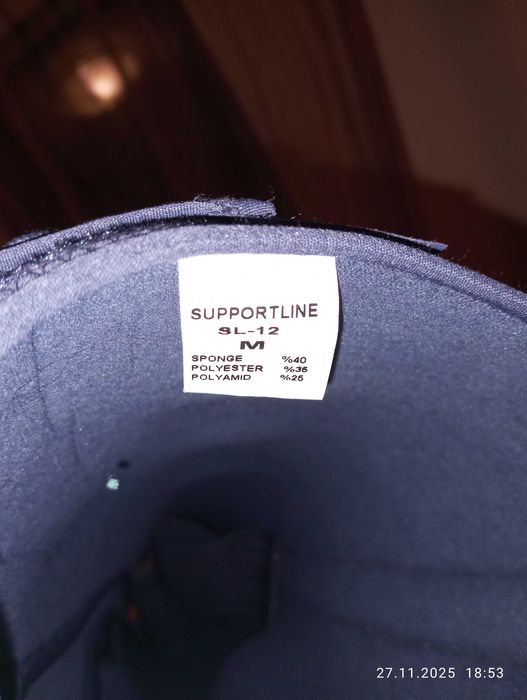 SUPPORTLINE
SL-12
M
SPONGE %40
POLYESTER %35
POLYAMID %25
27.11.2025 18:53